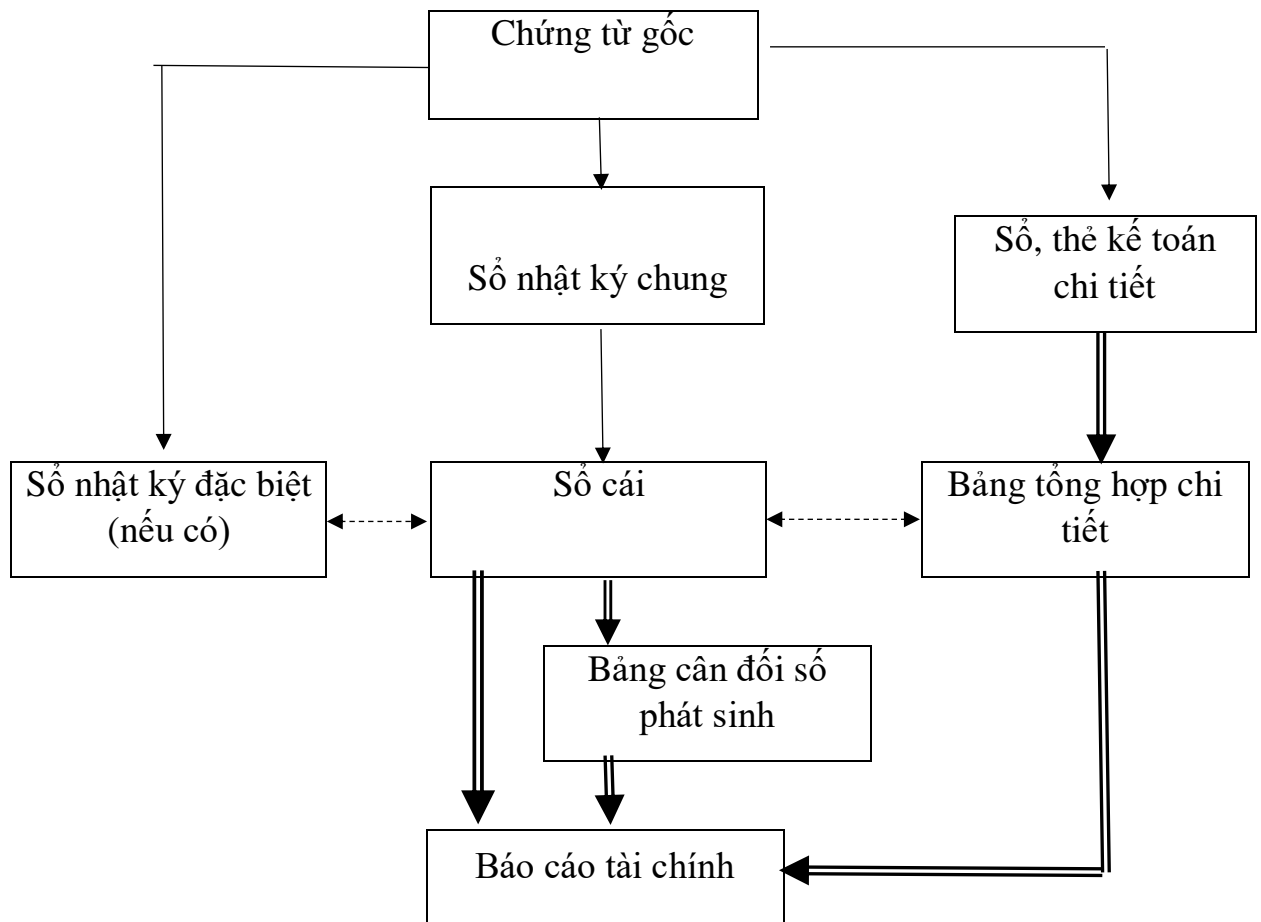 Chứng từ gốc
Sổ nhật ký chung
Sổ, thẻ kế toán
chi tiết
Sổ nhật ký đặc biệt
(nếu có)
Sổ cái
Bảng tổng hợp chi
tiết
Bảng cân đối số
phát sinh
Báo cáo tài chính